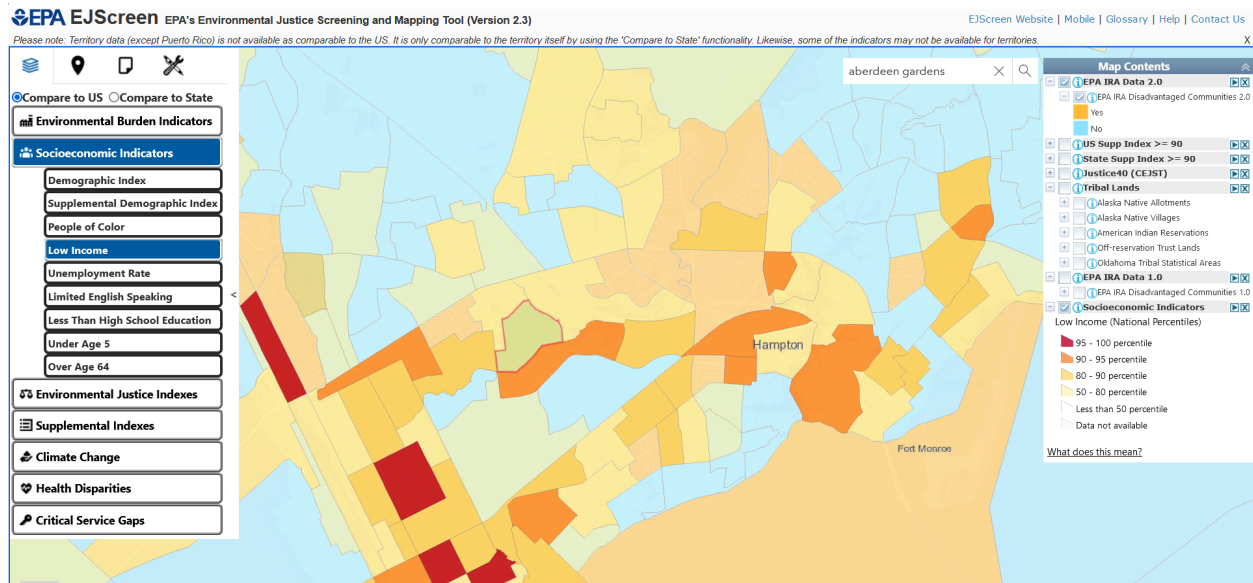 EPA EJScreen EPA's Environmental Justice Screening and Mapping Tool (Version 2.3)
EJScreen Website | Mobile | Glossary | Help | Contact Us
Please note: Territory data (except Puerto Rico) is not available as comparable to the US. It is only comparable to the territory itself by using the 'Compare to State' functionality. Likewise, some of the indicators may not be available for territories. X
Compare to US Compare to State
Environmental Burden Indicators
Socioeconomic Indicators
Demographic Index
Supplemental Demographic Index
People of Color
Low Income
Unemployment Rate
Limited English Speaking
Less Than High School Education
Under Age 5
Over Age 64
Environmental Justice Indexes
Supplemental Indexes
Climate Change
Health Disparities
Critical Service Gaps
<
aberdeen gardens
Hampton
Fort Monroe
Map Contents
EPA IRA Data 2.0
EPA IRA Disadvantaged Communities 2.0
Yes
No
US Supp Index >= 90
State Supp Index >= 90
Justice40 (CEJST)
Tribal Lands
Alaska Native Allotments
Alaska Native Villages
American Indian Reservations
Off-reservation Trust Lands
Oklahoma Tribal Statistical Areas
EPA IRA Data 1.0
EPA IRA Disadvantaged Communities 1.0
Socioeconomic Indicators
Low Income (National Percentiles)
95 - 100 percentile
90 - 95 percentile
80 - 90 percentile
50 - 80 percentile
Less than 50 percentile
Data not available
What does this mean?